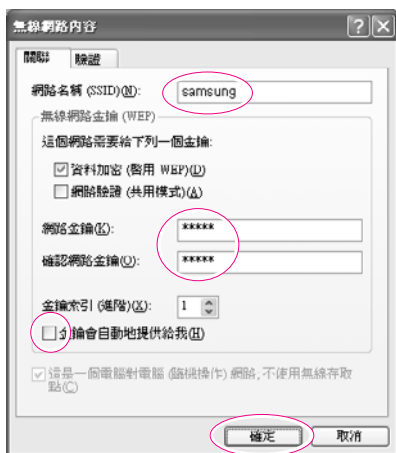 無線網路內容
關聯 驗證
網路名稱 (SSID)(N): samsung
無線網路金鑰 (WEP)
這個網路需要給下列一個金鑰:
資料加密 (啓用 WEP)(D)
網路驗證 (共用模式)(A)
網路金鑰(K): *****
確認網路金鑰(O): *****
金鑰索引 (進階)(X): 1
金鑰會自動地提供給我(H)
這是一個電腦對電腦 (隨機操作) 網路; 不使用無線存取
點(C)
確定 取消